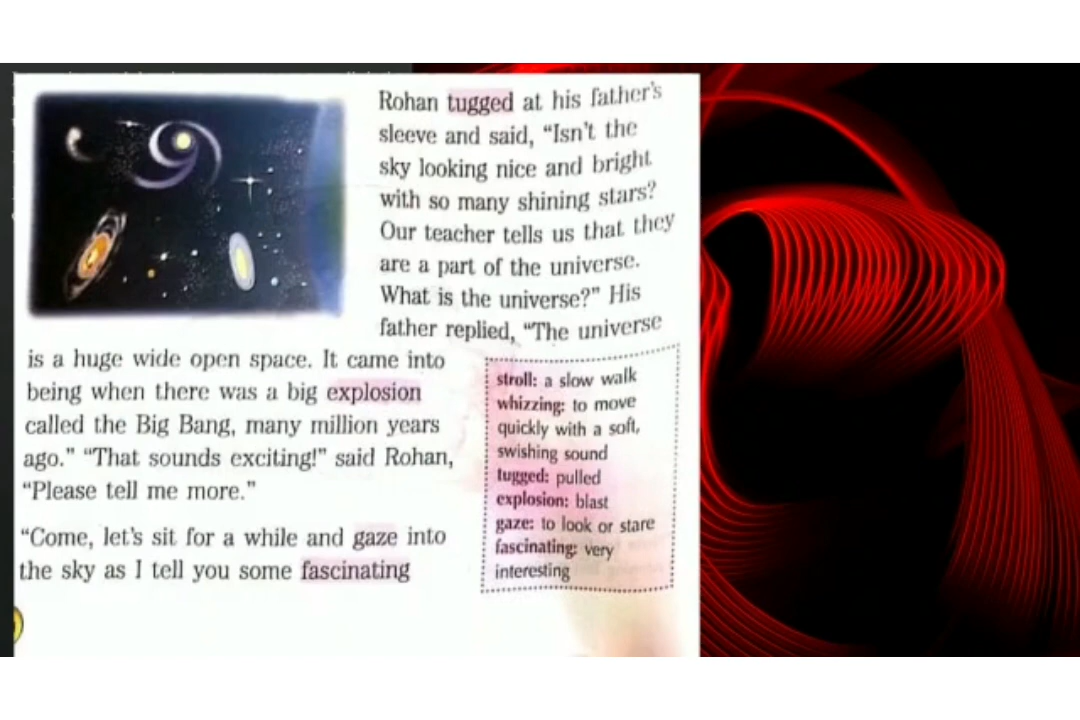 Rohan tugged at his father's
sleeve and said, “Isn't the
sky looking nice and bright
with so many shining stars?
Our teacher tells us that they
are a part of the universe.
What is the universe?” His
father replied, “The universe
is a huge wide open space. It came into
being when there was a big explosion
called the Big Bang, many million years
ago.” “That sounds exciting!” said Rohan,
“Please tell me more.”
“Come, let's sit for a while and gaze into
the sky as I tell you some fascinating
stroll: a slow walk
whizzing: to move
quickly with a soft,
swishing sound
tugged: pulled
explosion: blast
gaze: to look or stare
fascinating: very
interesting